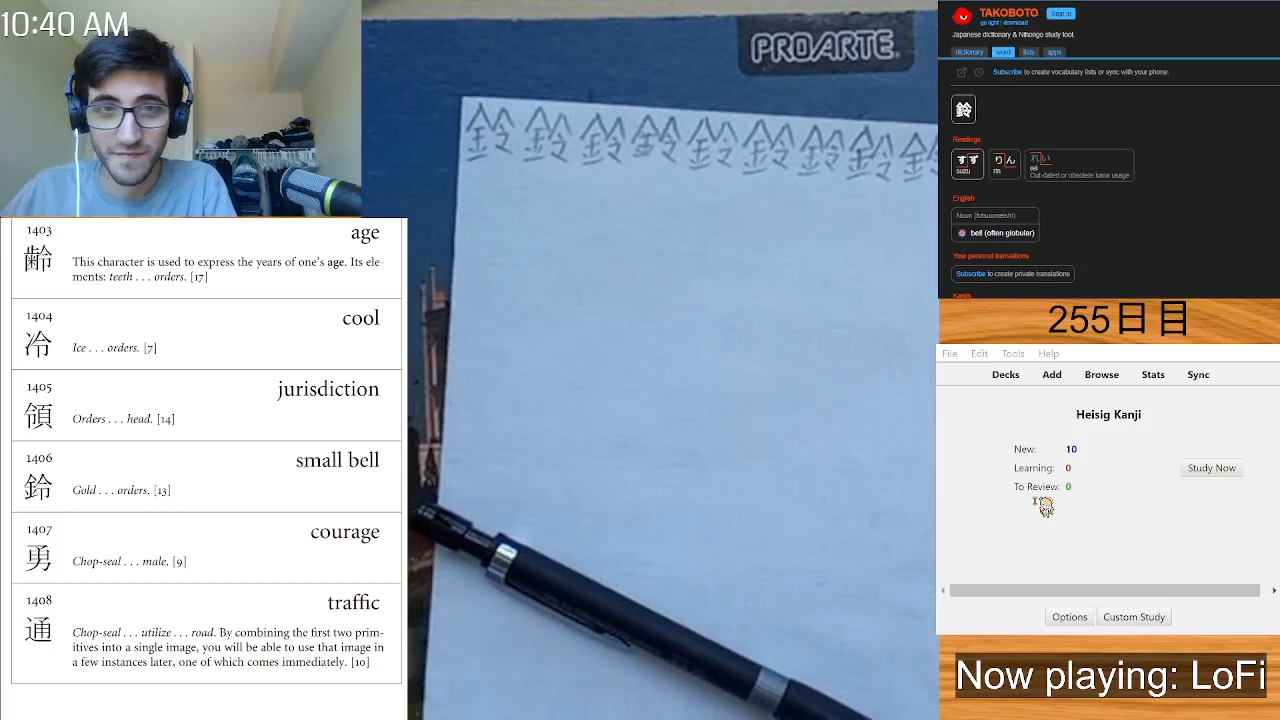 10:40 AM
PROARTE
鈴 鈴 鈴 鈴 鈴 鈴 鈴 鈴 鈴
1403
age
齢
This character is used to express the years of one's age. Its ele-
ments: teeth . . . orders. [17]
1404
cool
冷
Ice . . . orders. [7]
1405
jurisdiction
領
Orders . . . head. [14]
1406
small bell
鈴
Gold . . . orders. [13]
1407
courage
勇
Chop-seal . . . male. [9]
1408
traffic
通
Chop-seal . . . utilize . . . road. By combining the first two prim-
itives into a single image, you will be able to use that image in
a few instances later, one of which comes immediately. [10]
TAKOBOTO
Sign in
go light | download
Japanese dictionary & Nihongo study tool.
dictionary word lists apps
Subscribe to create vocabulary lists or sync with your phone.
鈴
Readings
すず りん れい
suzu rin rei
Out-dated or obsolete kana usage
English
Noun (futsuumeishi)
bell (often globular)
Your personal translations
Subscribe to create private translations
Kanjis
255日目
File Edit Tools Help
Decks Add Browse Stats Sync
Heisig Kanji
New: 10
Learning: 0
To Review: 0
Study Now
Options Custom Study
Now playing: LoFi